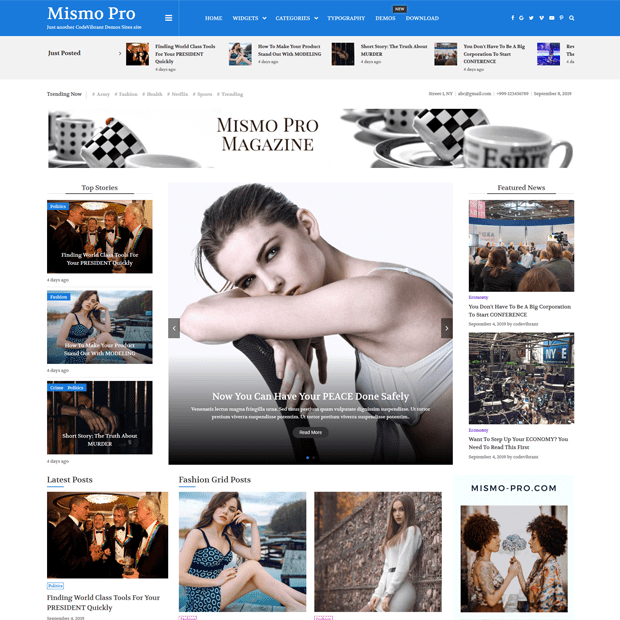 Mismo Pro
Just another CodeVibrant Demos Sites site
HOME
WIDGETS
CATEGORIES
TYPOGRAPHY
DEMOS
NEW
DOWNLOAD
Just Posted
Finding World Class Tools For Your PRESIDENT Quickly
4 days ago
How To Make Your Product Stand Out With MODELING
4 days ago
Short Story: The Truth About MURDER
4 days ago
You Don't Have To Be A Big Corporation To Start CONFERENCE
4 days ago
4 days
Trending Now
# Array
# Fashion
# Health
# Netflix
# Sports
# Trending
Street 1, NY
abc@gmail.com
+999-123456789
September 8, 2019
MISMO PRO
MAGAZINE
Espre
Top Stories
Politics
Finding World Class Tools For
Your PRESIDENT Quickly
4 days ago
Fashion
How To Make Your Product
Stand Out With MODELING
4 days ago
Crime
Politics
Short Story: The Truth About
MURDER
4 days ago
Now You Can Have Your PEACE Done Safely
Venenatis lectus magna fringilla urna. Sed risus pretium quam vulputate dignissim suspendisse. Ut tortor
pretium viverra suspendisse potenti. Ut tortor pretium viverra suspendisse potenti.
Read More
Featured News
Economy
You Don't Have To Be A Big Corporation
To Start CONFERENCE
September 4, 2019 by codevibrant
NY
Economy
Want To Step Up Your ECONOMY? You
Need To Read This First
September 4, 2019 by codevibrant
Latest Posts
Politics
Finding World Class Tools For Your
PRESIDENT Quickly
September 4, 2019
Fashion Grid Posts
MISMO-PRO.COM